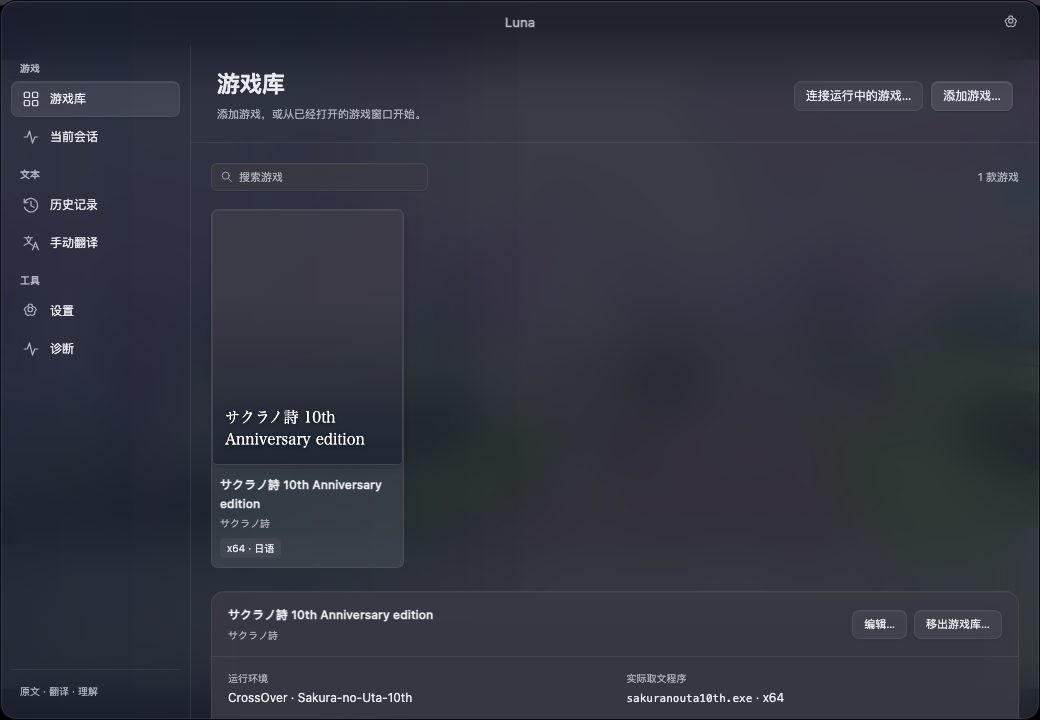 Luna
游戏
游戏库
当前会话
文本
历史记录
手动翻译
工具
设置
诊断
原文 · 翻译 · 理解
游戏库
添加游戏，或从已经打开的游戏窗口开始。
连接运行中的游戏...
添加游戏...
搜索游戏
1 款游戏
サクラノ詩 10th
Anniversary edition
サクラノ詩 10th Anniversary
edition
サクラノ詩
x64 · 日语
サクラノ詩 10th Anniversary edition
サクラノ詩
编辑...
移出游戏库...
运行环境
CrossOver · Sakura-no-Uta-10th
实际取文程序
sakuranouta10th.exe · x64